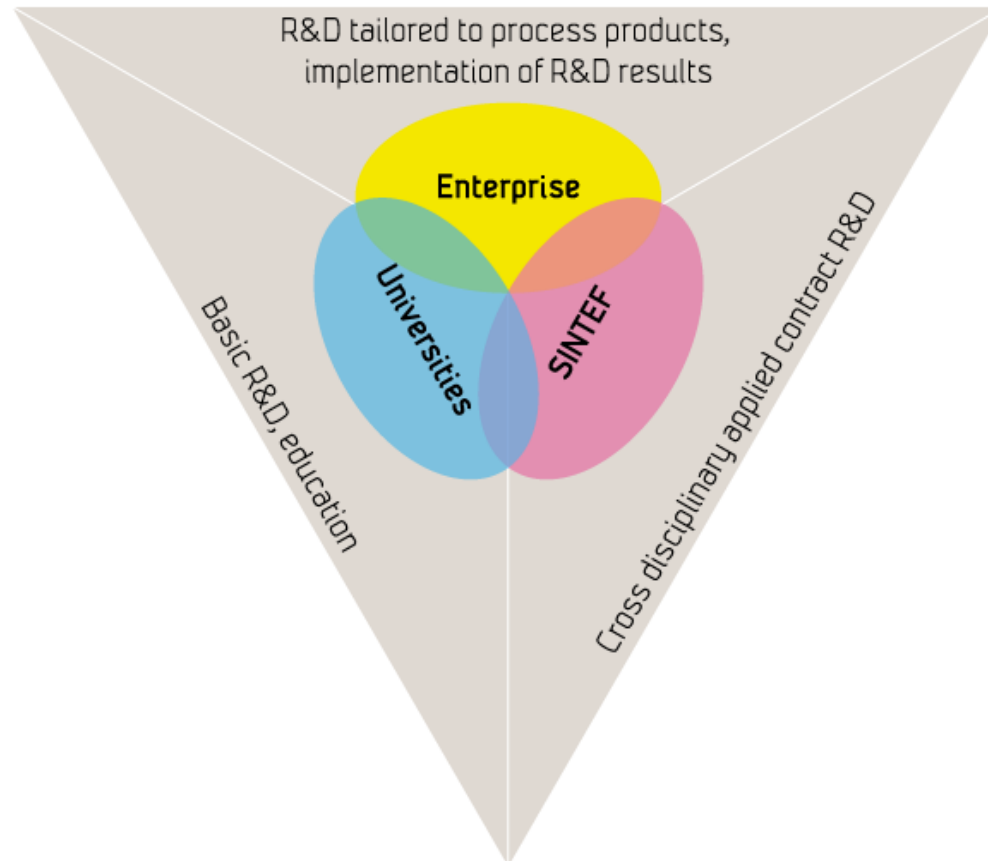 R&D tailored to process products,
implementation of R&D results
Enterprise
Universities
SINTEF
Basic R&D, education
Cross disciplinary applied contract R&D